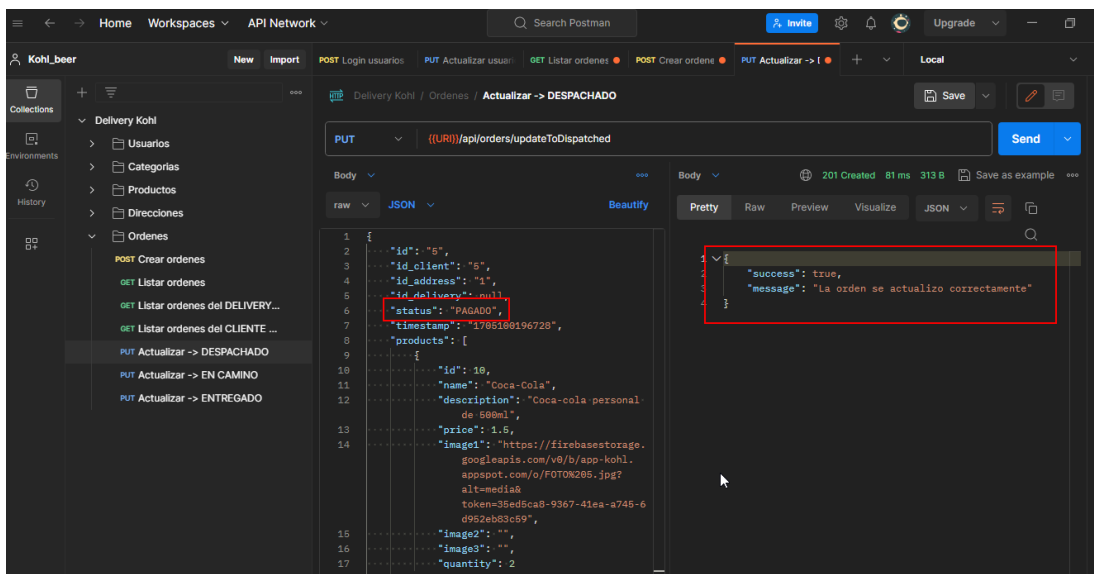 Home Workspaces API Network Search Postman Invite Upgrade
Kohl_beer New Import
POST Login usuarios PUT Actualizar usuari GET Listar ordenes POST Crear ordene PUT Actualizar -> [ Local
Collections
Environments
History
Delivery Kohl
Usuarios
Categorias
Productos
Direcciones
Ordenes
POST Crear ordenes
GET Listar ordenes
GET Listar ordenes del DELIVERY...
GET Listar ordenes del CLIENTE ...
PUT Actualizar -> DESPACHADO
PUT Actualizar -> EN CAMINO
PUT Actualizar -> ENTREGADO
HTTP Delivery Kohl / Ordenes / Actualizar -> DESPACHADO Save
PUT {{URI}}/api/orders/updateToDispatched Send
Body
raw JSON Beautify
1 {
2 "id": "5",
3 "id_client": "5",
4 "id_address": "1",
5 "id_delivery": null,
6 "status": "PAGADO",
7 "timestamp": "1705100196728",
8 "products": [
9 {
10 "id": 10,
11 "name": "Coca-Cola",
12 "description": "Coca-cola personal
de 500ml",
13 "price": 1.5,
14 "image1": "https://firebasestorage.
googleapis.com/v0/b/app-kohl.
appspot.com/o/FOTO%205.jpg?
alt=media&
token=35ed5ca8-9367-41ea-a745-6
d952eb83c59",
15 "image2": "",
16 "image3": "",
17 "quantity": 2
Body 201 Created 81 ms 313 B Save as example
Pretty Raw Preview Visualize JSON
1 {
2 "success": true,
3 "message": "La orden se actualizo correctamente"
4 }